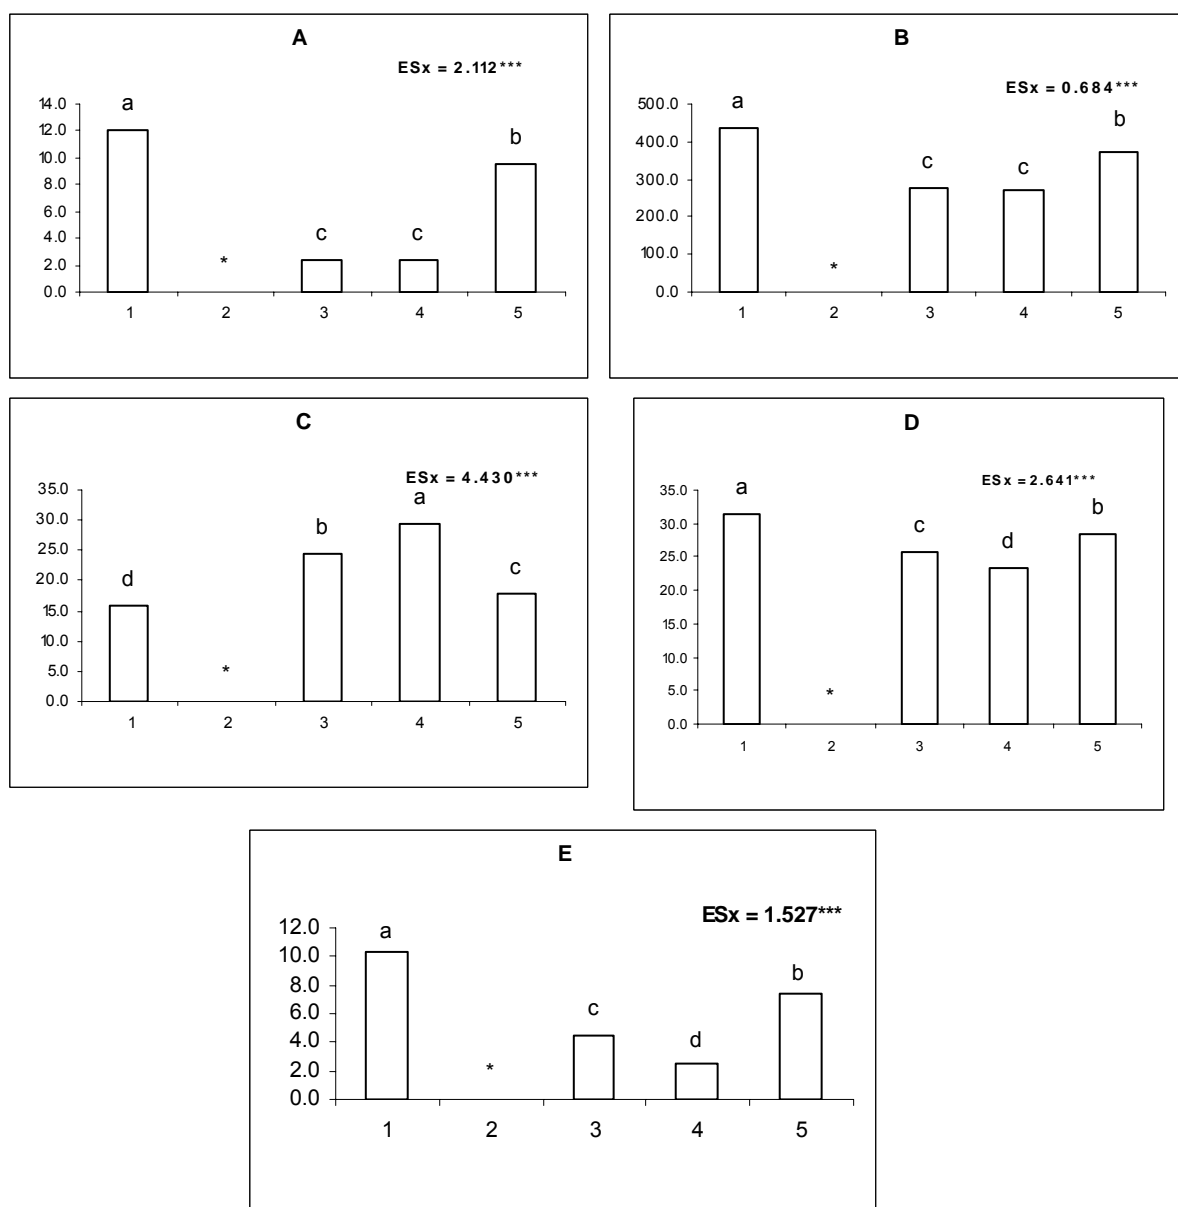 A
ESx = 2.112***
14.0
12.0
10.0
8.0
6.0
4.0
2.0
0.0
a
*
c
c
b
1 2 3 4 5
B
ESx = 0.684***
500.0
400.0
300.0
200.0
100.0
0.0
a
*
c
c
b
1 2 3 4 5
C
ESx = 4.430***
35.0
30.0
25.0
20.0
15.0
10.0
5.0
0.0
d
*
b
a
c
1 2 3 4 5
D
ESx = 2.641***
35.0
30.0
25.0
20.0
15.0
10.0
5.0
0.0
a
*
c
d
b
1 2 3 4 5
E
ESx = 1.527***
12.0
10.0
8.0
6.0
4.0
2.0
0.0
a
*
c
d
b
1 2 3 4 5